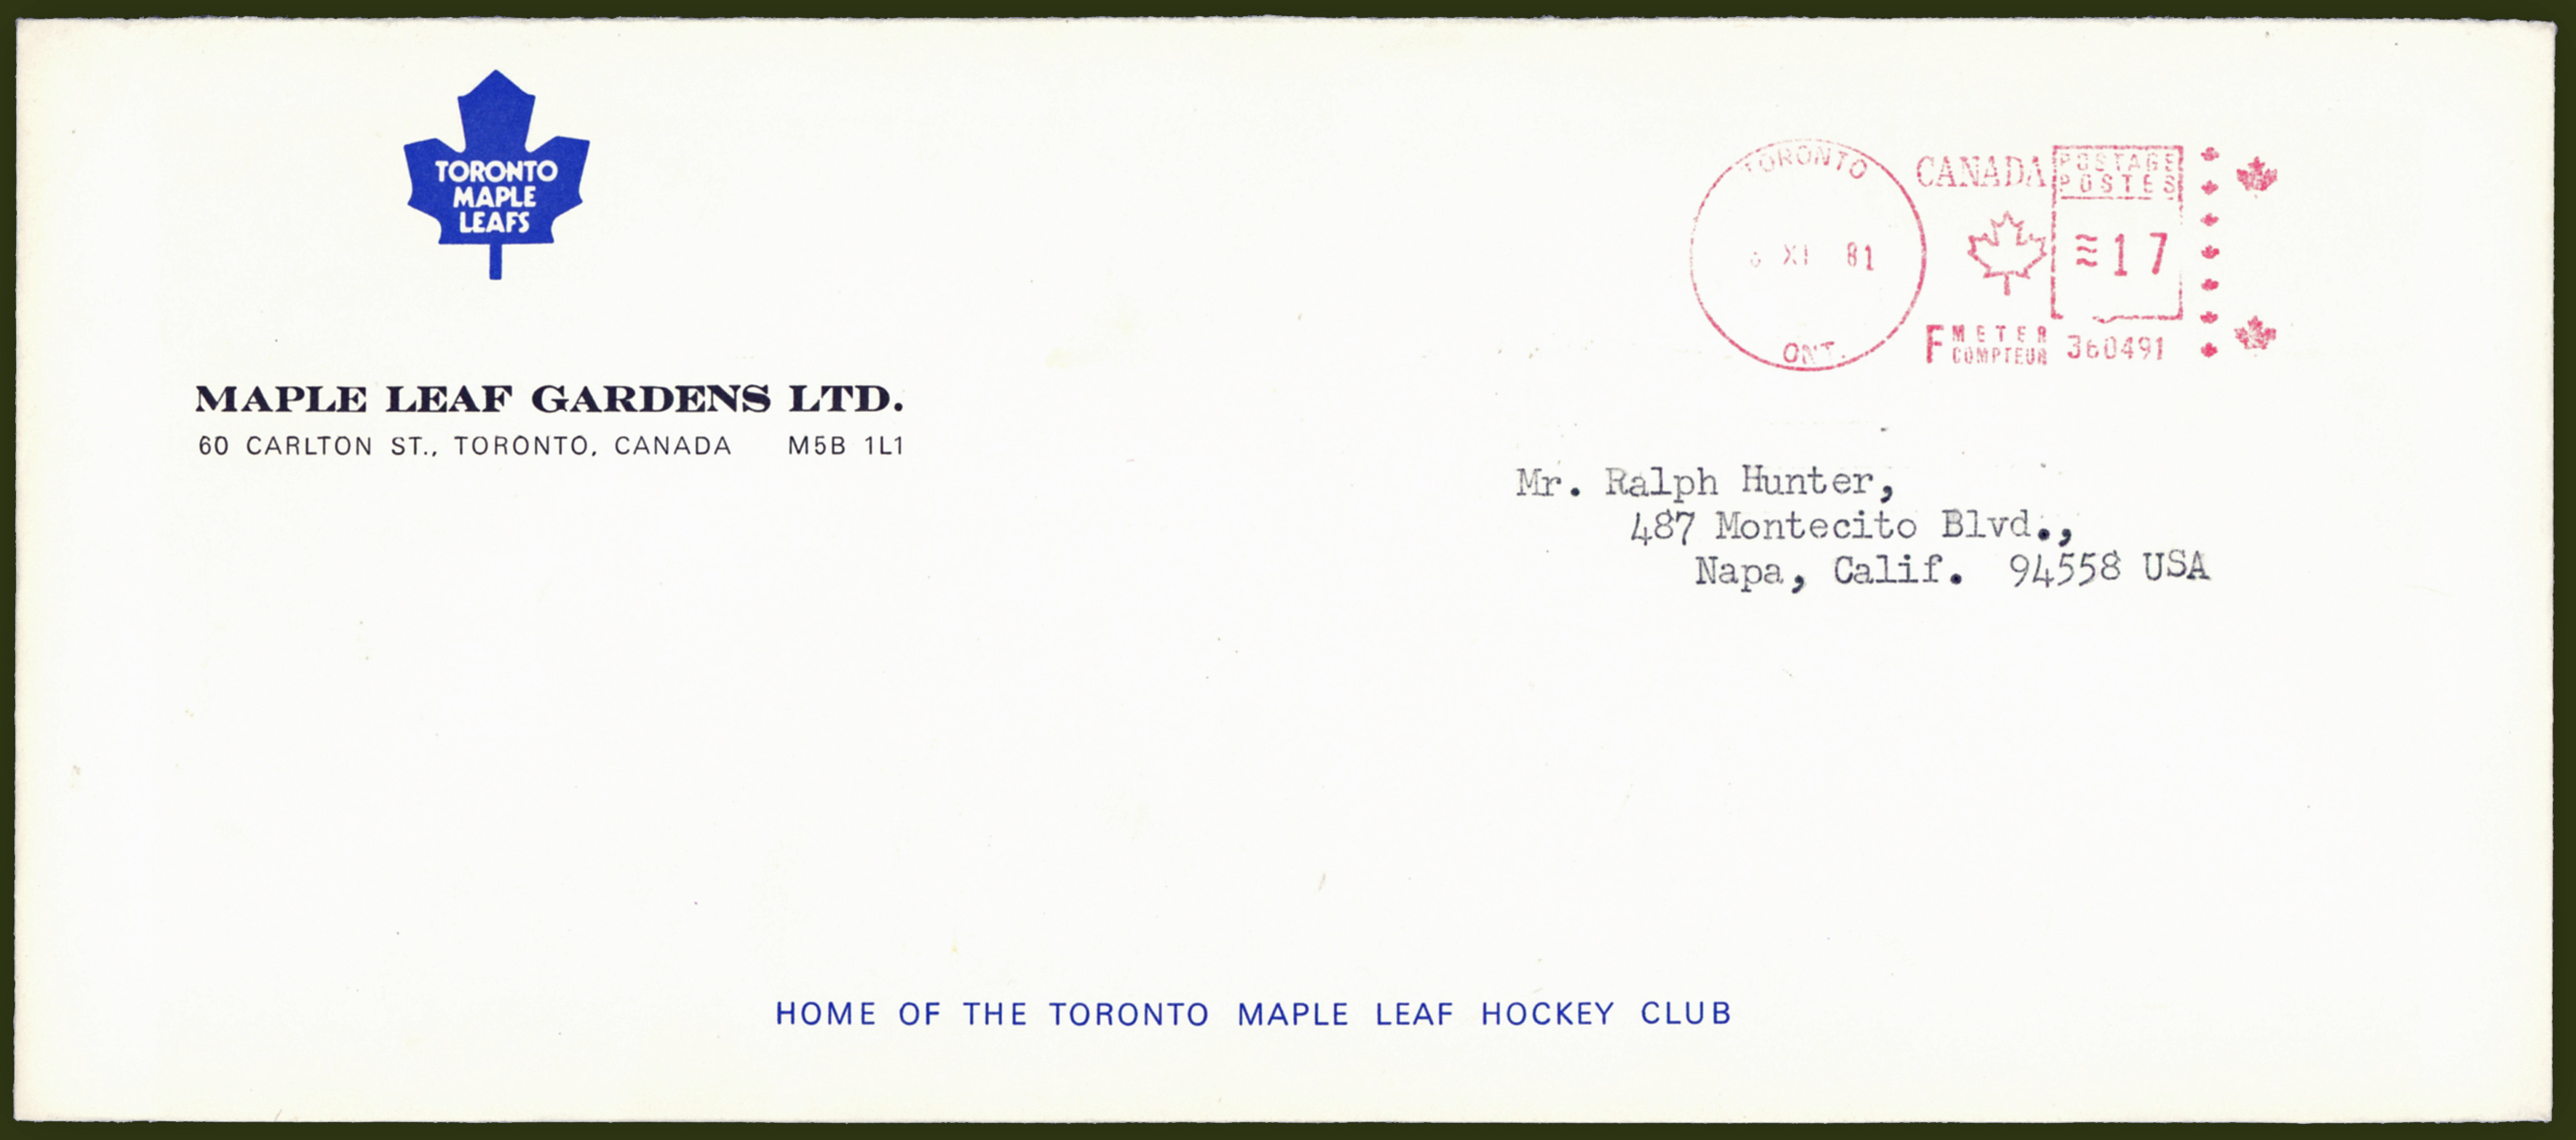 TORONTO
MAPLE
LEAFS
MAPLE LEAF GARDENS LTD.
60 CARLTON ST., TORONTO, CANADA M5B 1L1
TORONTO
XI 81
ONT.
CANADA
POSTAGE
POSTES
17
F METER
COMPTEUR
360491
Mr. Ralph Hunter,
487 Montecito Blvd.,
Napa, Calif. 94558 USA
HOME OF THE TORONTO MAPLE LEAF HOCKEY CLUB